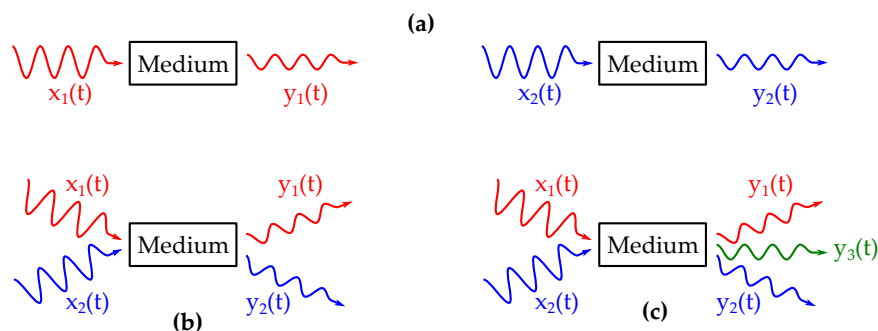 (a)
Medium
x₁(t)
y₁(t)
Medium
x₂(t)
y₂(t)
x₁(t)
x₂(t)
Medium
y₁(t)
y₂(t)
(b)
x₁(t)
x₂(t)
Medium
y₁(t)
y₃(t)
y₂(t)
(c)